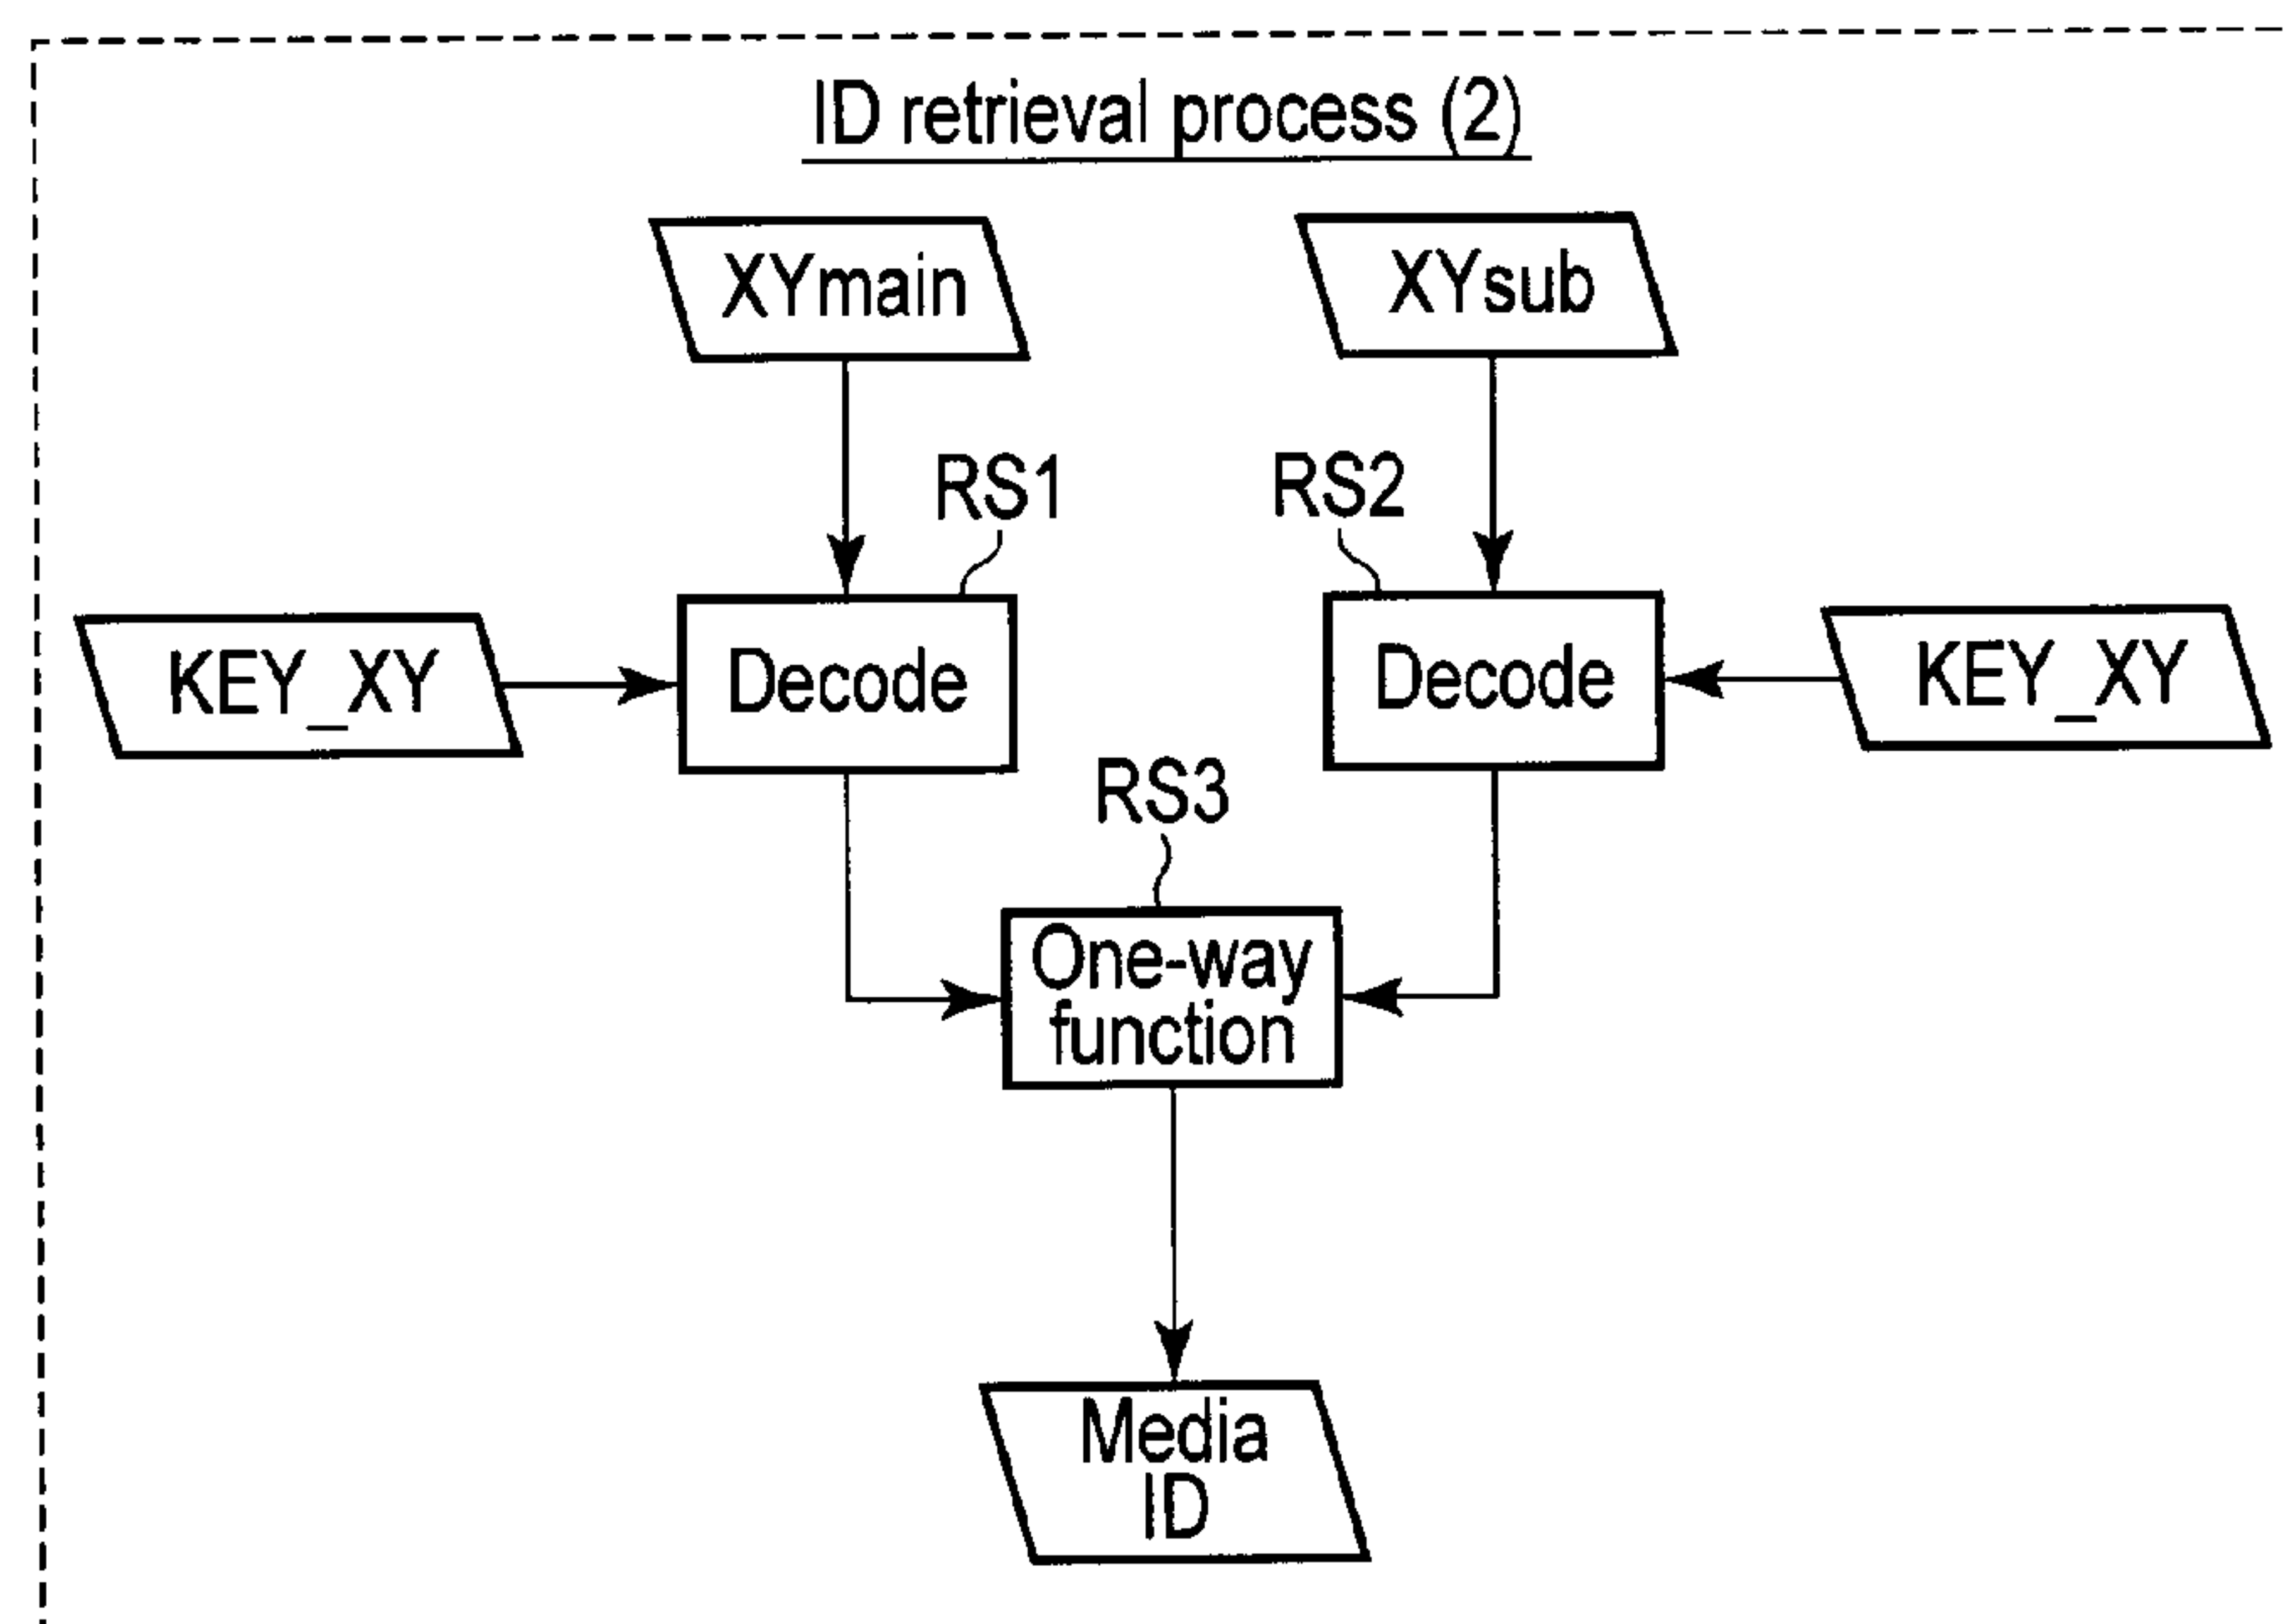 ID retrieval process (2)
XYmain
XYsub
RS1
RS2
KEY_XY
Decode
Decode
KEY_XY
RS3
One-way
function
Media
ID